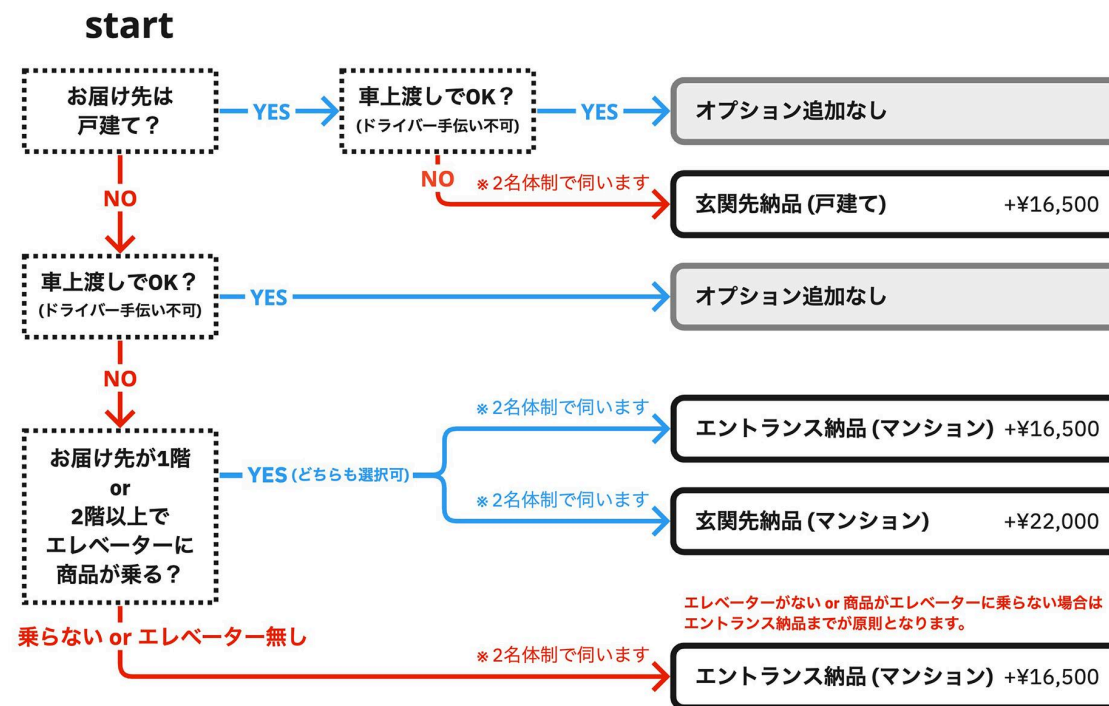 start
お届け先は
戸建て？
YES
車上渡しでOK？
(ドライバー手伝い不可)
YES
オプション追加なし
NO
※2名体制で伺います
玄関先納品 (戸建て) +¥16,500
NO
車上渡しでOK？
(ドライバー手伝い不可)
YES
オプション追加なし
NO
お届け先が1階
or
2階以上で
エレベーターに
商品が乗る？
YES (どちらも選択可)
※2名体制で伺います
エントランス納品 (マンション) +¥16,500
※2名体制で伺います
玄関先納品 (マンション) +¥22,000
エレベーターがない or 商品がエレベーターに乗らない場合は
エントランス納品までが原則となります。
乗らない or エレベーター無し
※2名体制で伺います
エントランス納品 (マンション) +¥16,500